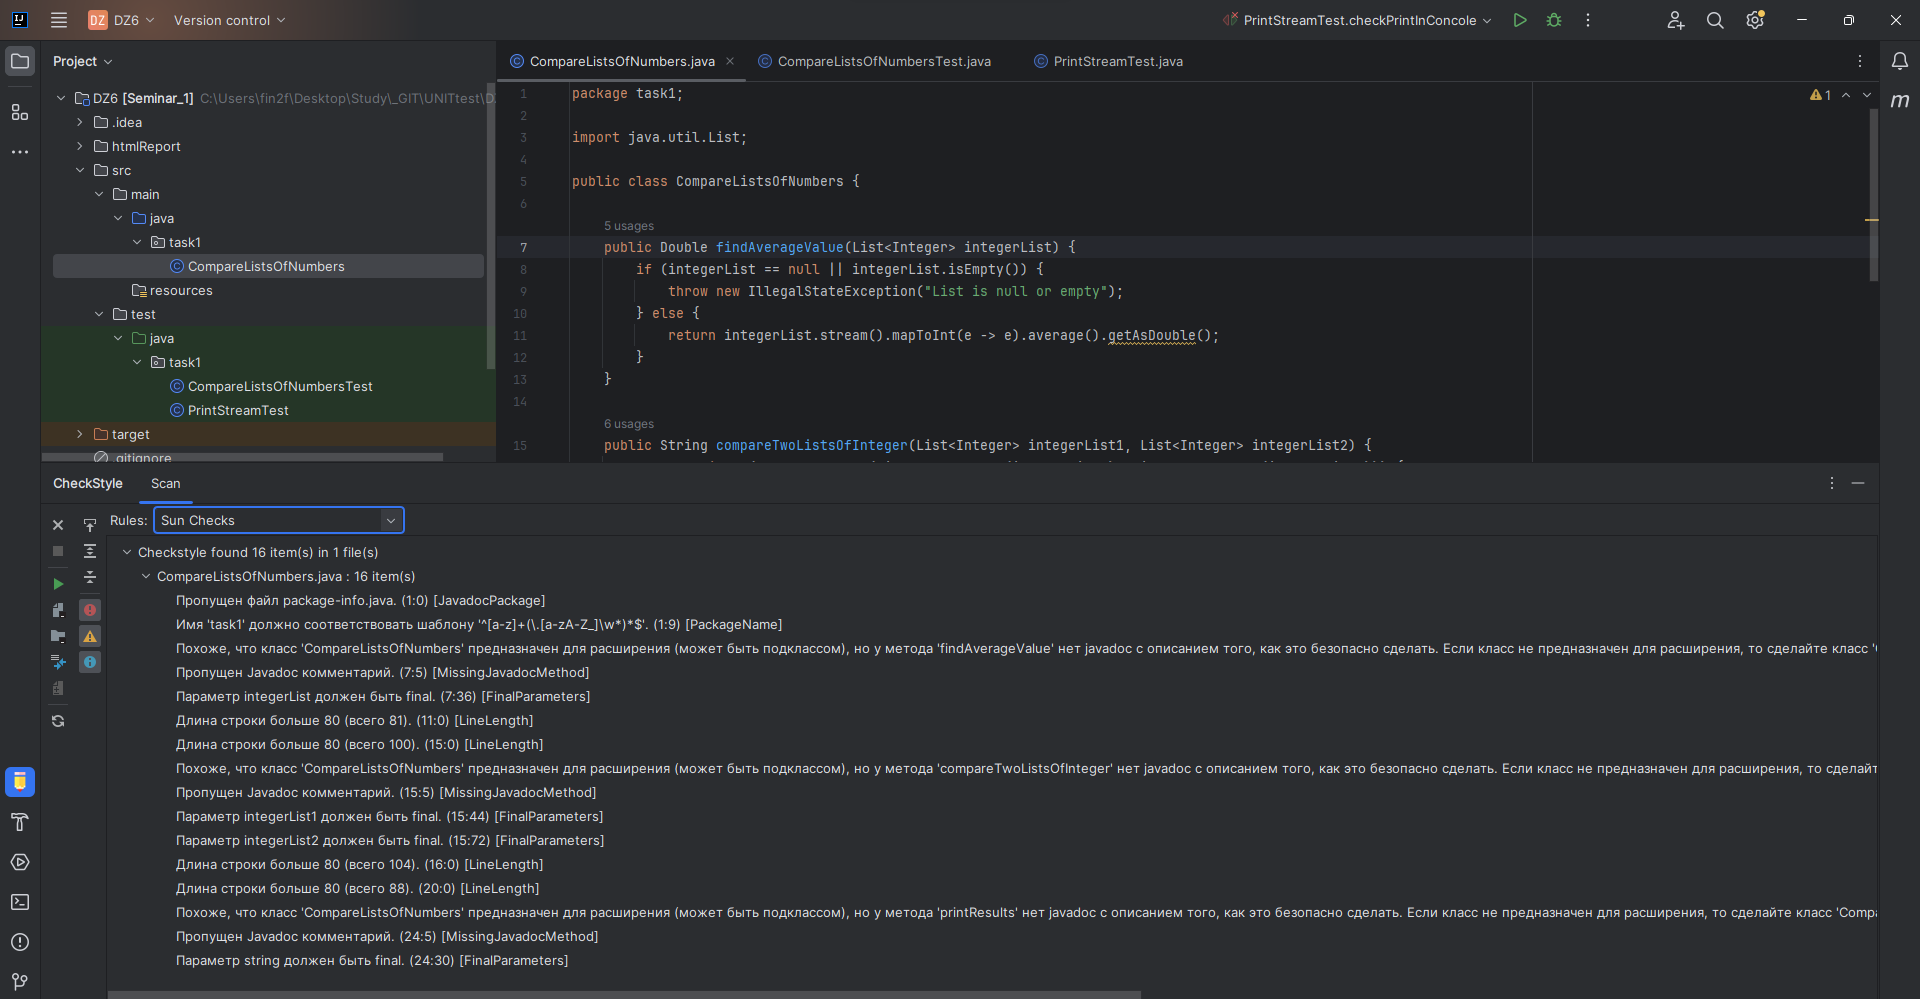 DZ DZ6 Version control PrintStreamTest.checkPrintInConcole
Project
DZ6 [Seminar_1] C:\Users\fin2f\Desktop\Study\_GIT\UNITtest\D
.idea
htmlReport
src
main
java
task1
CompareListsOfNumbers
resources
test
java
task1
CompareListsOfNumbersTest
PrintStreamTest
target
.gitignore
CompareListsOfNumbers.java CompareListsOfNumbersTest.java PrintStreamTest.java
1 package task1;
2
3 import java.util.List;
4
5 public class CompareListsOfNumbers {
6
5 usages
7 public Double findAverageValue(List<Integer> integerList) {
8 if (integerList == null || integerList.isEmpty()) {
9 throw new IllegalStateException("List is null or empty");
10 } else {
11 return integerList.stream().mapToInt(e -> e).average().getAsDouble();
12 }
13 }
14
6 usages
15 public String compareTwoListsOfInteger(List<Integer> integerList1, List<Integer> integerList2) {
1
m
CheckStyle Scan
Rules: Sun Checks
Checkstyle found 16 item(s) in 1 file(s)
CompareListsOfNumbers.java : 16 item(s)
Пропущен файл package-info.java. (1:0) [JavadocPackage]
Имя 'task1' должно соответствовать шаблону '^[a-z]+(\.[a-zA-Z_]\w*)*$'. (1:9) [PackageName]
Похоже, что класс 'CompareListsOfNumbers' предназначен для расширения (может быть подклассом), но у метода 'findAverageValue' нет javadoc с описанием того, как это безопасно сделать. Если класс не предназначен для расширения, то сделайте класс '
Пропущен Javadoc комментарий. (7:5) [MissingJavadocMethod]
Параметр integerList должен быть final. (7:36) [FinalParameters]
Длина строки больше 80 (всего 81). (11:0) [LineLength]
Длина строки больше 80 (всего 100). (15:0) [LineLength]
Похоже, что класс 'CompareListsOfNumbers' предназначен для расширения (может быть подклассом), но у метода 'compareTwoListsOfInteger' нет javadoc с описанием того, как это безопасно сделать. Если класс не предназначен для расширения, то сделайт
Пропущен Javadoc комментарий. (15:5) [MissingJavadocMethod]
Параметр integerList1 должен быть final. (15:44) [FinalParameters]
Параметр integerList2 должен быть final. (15:72) [FinalParameters]
Длина строки больше 80 (всего 104). (16:0) [LineLength]
Длина строки больше 80 (всего 88). (20:0) [LineLength]
Похоже, что класс 'CompareListsOfNumbers' предназначен для расширения (может быть подклассом), но у метода 'printResults' нет javadoc с описанием того, как это безопасно сделать. Если класс не предназначен для расширения, то сделайте класс 'Comp
Пропущен Javadoc комментарий. (24:5) [MissingJavadocMethod]
Параметр string должен быть final. (24:30) [FinalParameters]